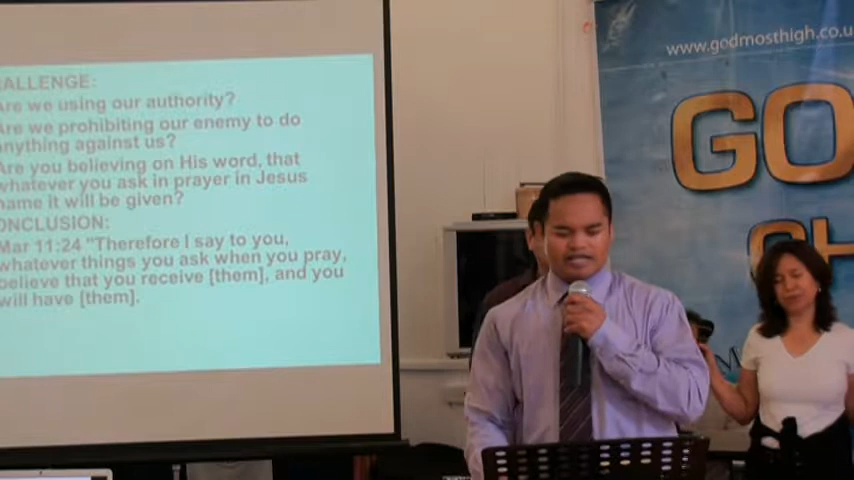 ALLENGE:
Are we using our authority?
Are we prohibiting our enemy to do
anything against us?
Are you believing on His word, that
whatever you ask in prayer in Jesus
name it will be given?
ONCLUSION:
Mar 11:24 "Therefore I say to you,
whatever things you ask when you pray,
believe that you receive [them], and you
will have [them].
www.godmosthigh.co.u
GO
CH